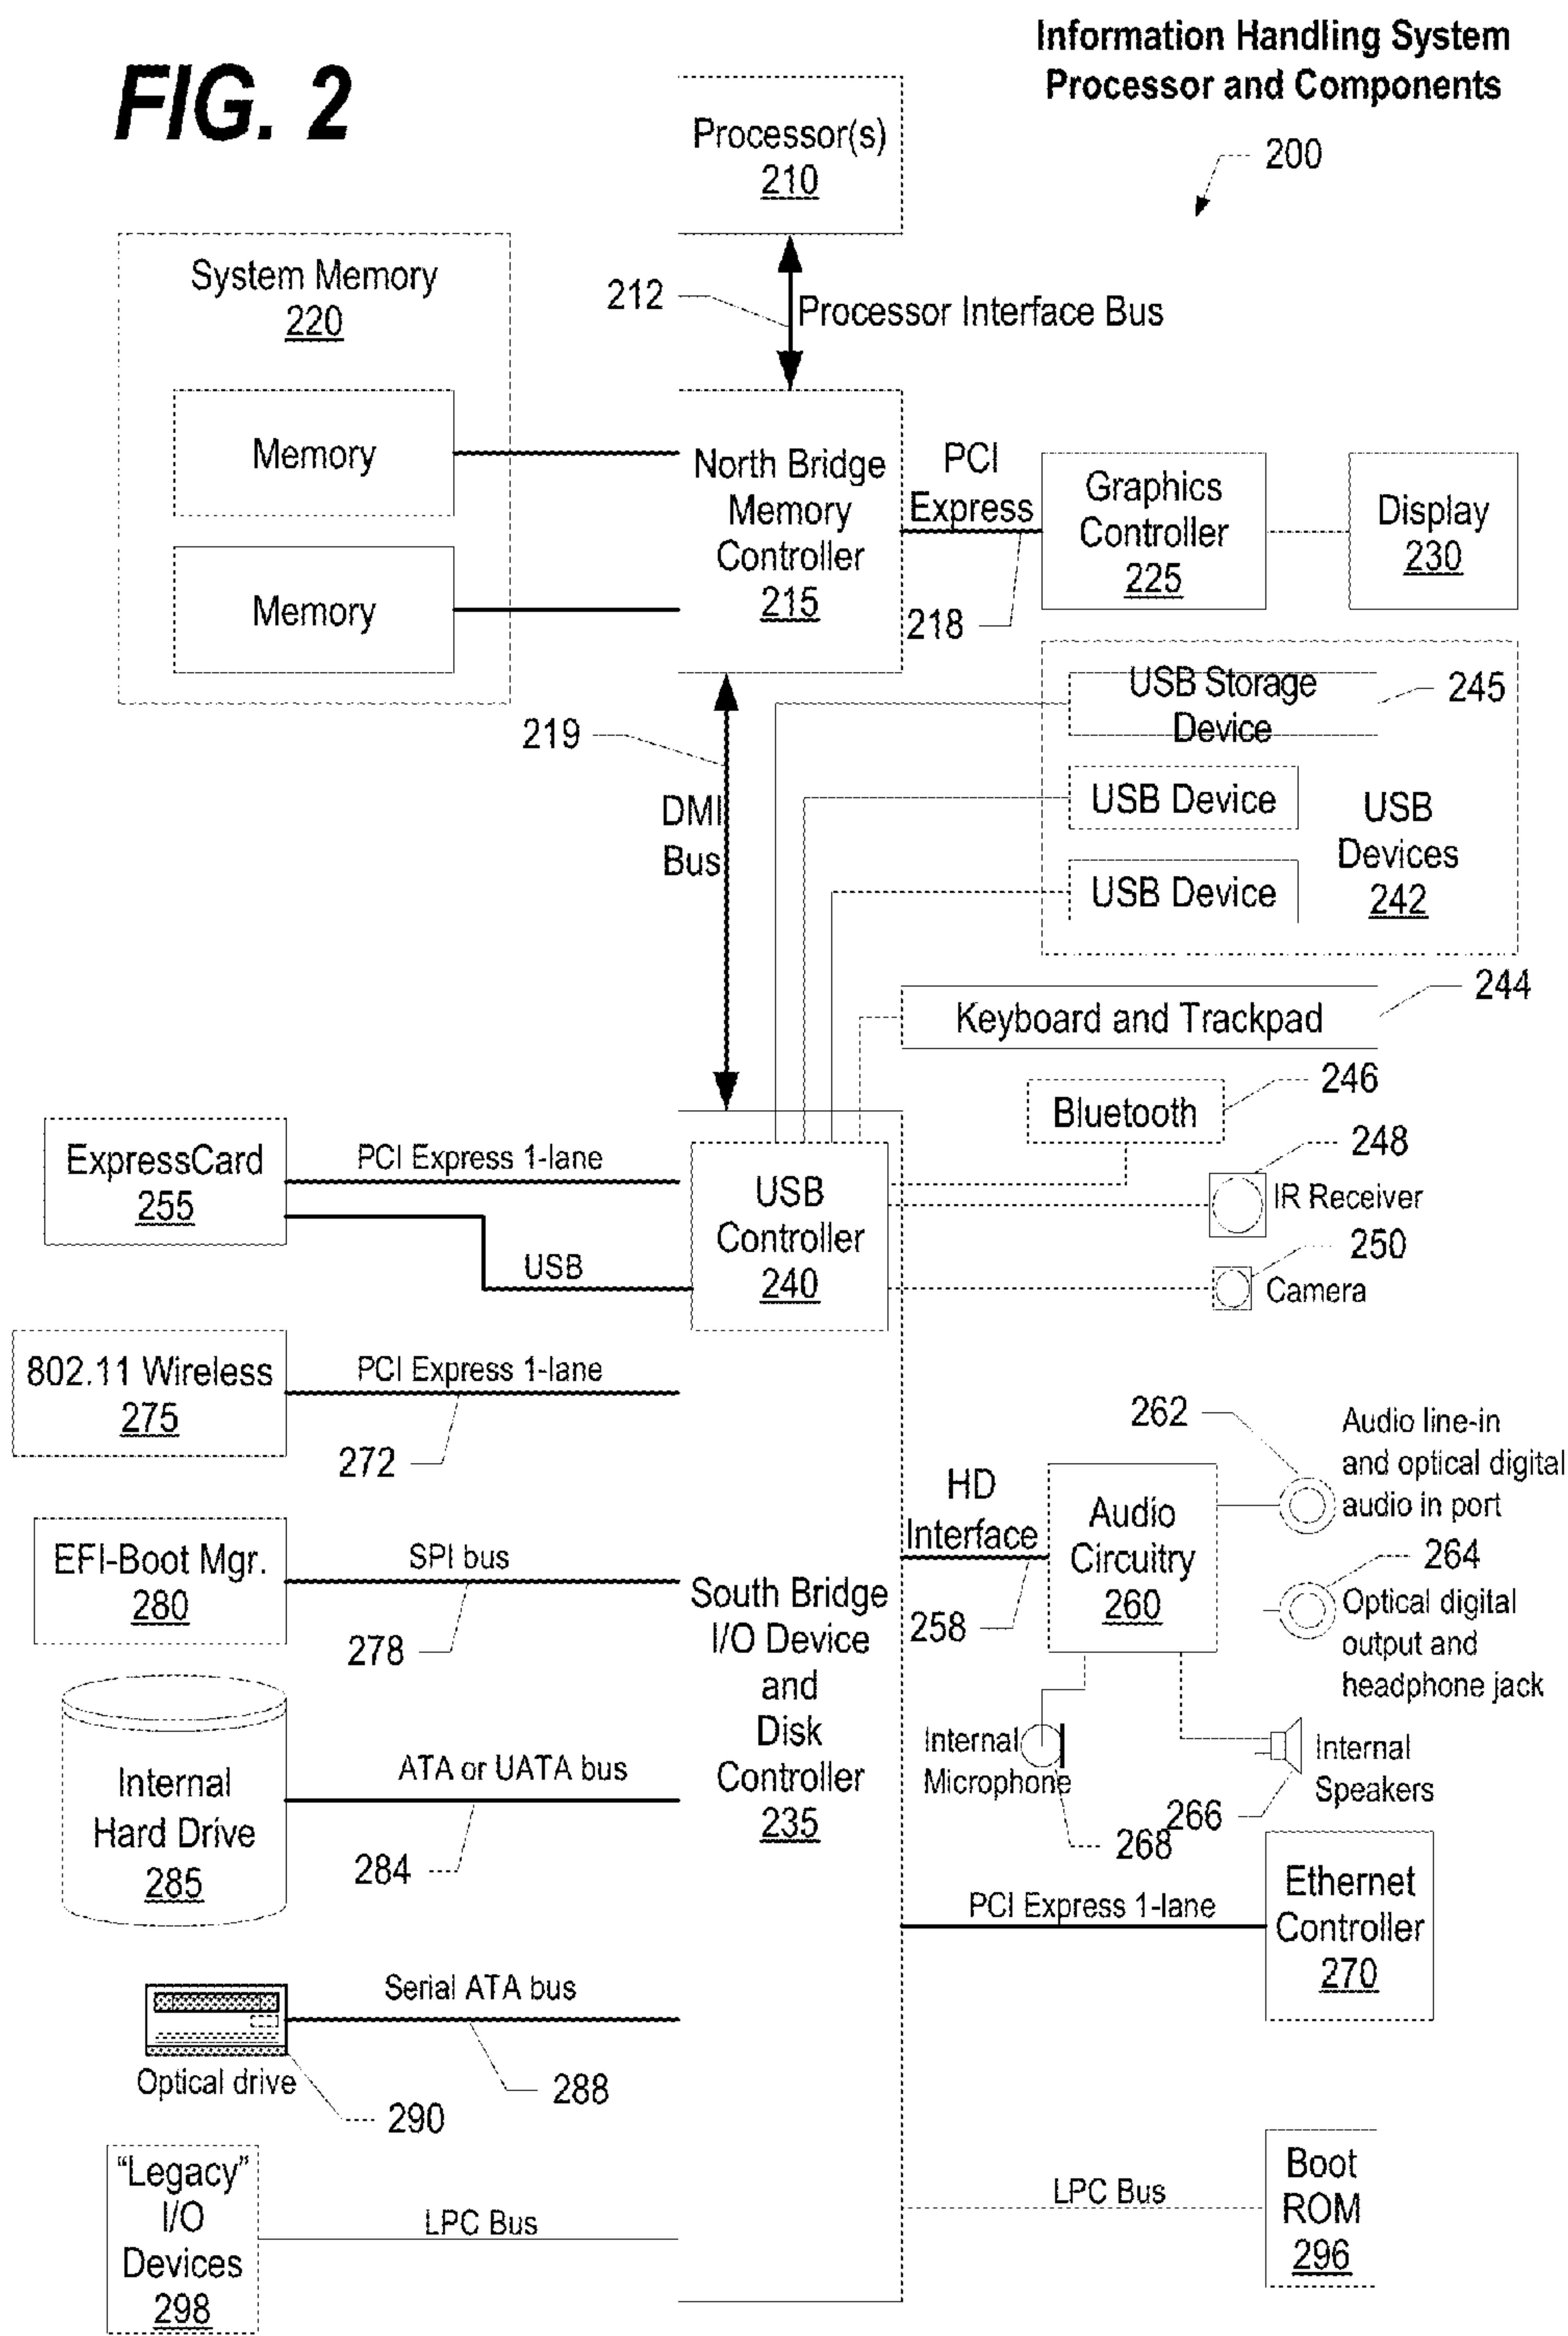 FIG. 2
Information Handling System
Processor and Components
200
Processor(s)
210
System Memory
220
212
Processor Interface Bus
Memory
Memory
North Bridge
Memory
Controller
215
PCI
Express
218
Graphics
Controller
225
Display
230
219
DMI
Bus
USB Storage
Device
245
USB Device
USB Device
USB
Devices
242
Keyboard and Trackpad
244
Bluetooth
246
248
IR Receiver
250
Camera
ExpressCard
255
PCI Express 1-lane
USB
USB
Controller
240
802.11 Wireless
275
PCI Express 1-lane
272
EFI-Boot Mgr.
280
SPI bus
278
Internal
Hard Drive
285
ATA or UATA bus
284
South Bridge
I/O Device
and
Disk
Controller
235
HD
Interface
258
Audio
Circuitry
260
262
Audio line-in
and optical digital
audio in port
264
Optical digital
output and
headphone jack
Internal
Microphone
268
266
Internal
Speakers
PCI Express 1-lane
Ethernet
Controller
270
Serial ATA bus
288
Optical drive
290
"Legacy"
I/O
Devices
298
LPC Bus
LPC Bus
Boot
ROM
296